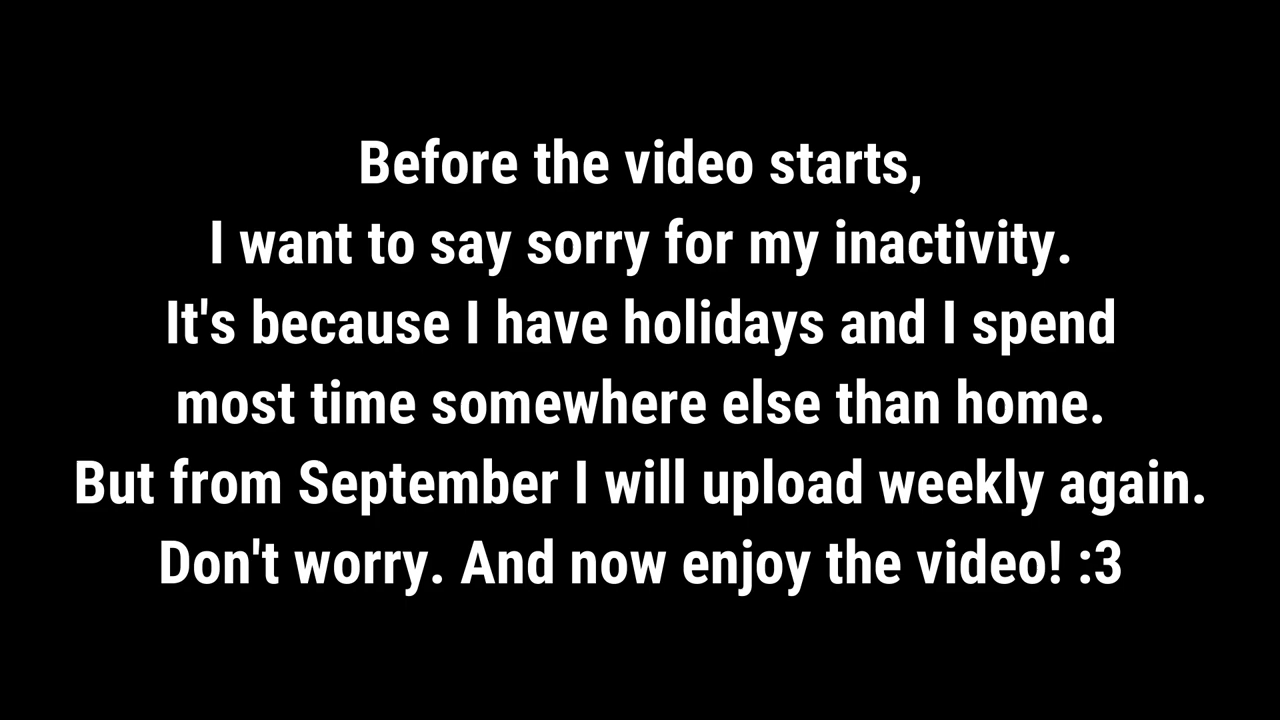 Before the video starts,
I want to say sorry for my inactivity.
It's because I have holidays and I spend
most time somewhere else than home.
But from September I will upload weekly again.
Don't worry. And now enjoy the video! :3